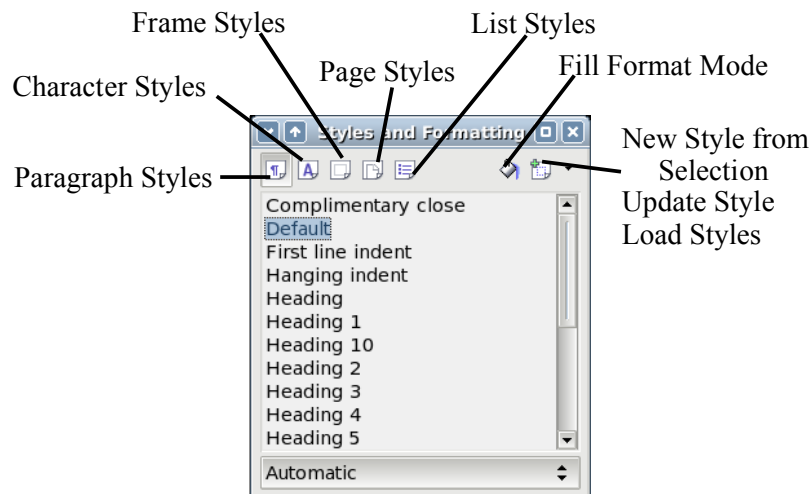 Frame Styles
List Styles
Page Styles
Fill Format Mode
Character Styles
Styles and Formatting
New Style from
Selection
Update Style
Load Styles
Paragraph Styles
Complimentary close
Default
First line indent
Hanging indent
Heading
Heading 1
Heading 10
Heading 2
Heading 3
Heading 4
Heading 5
Automatic